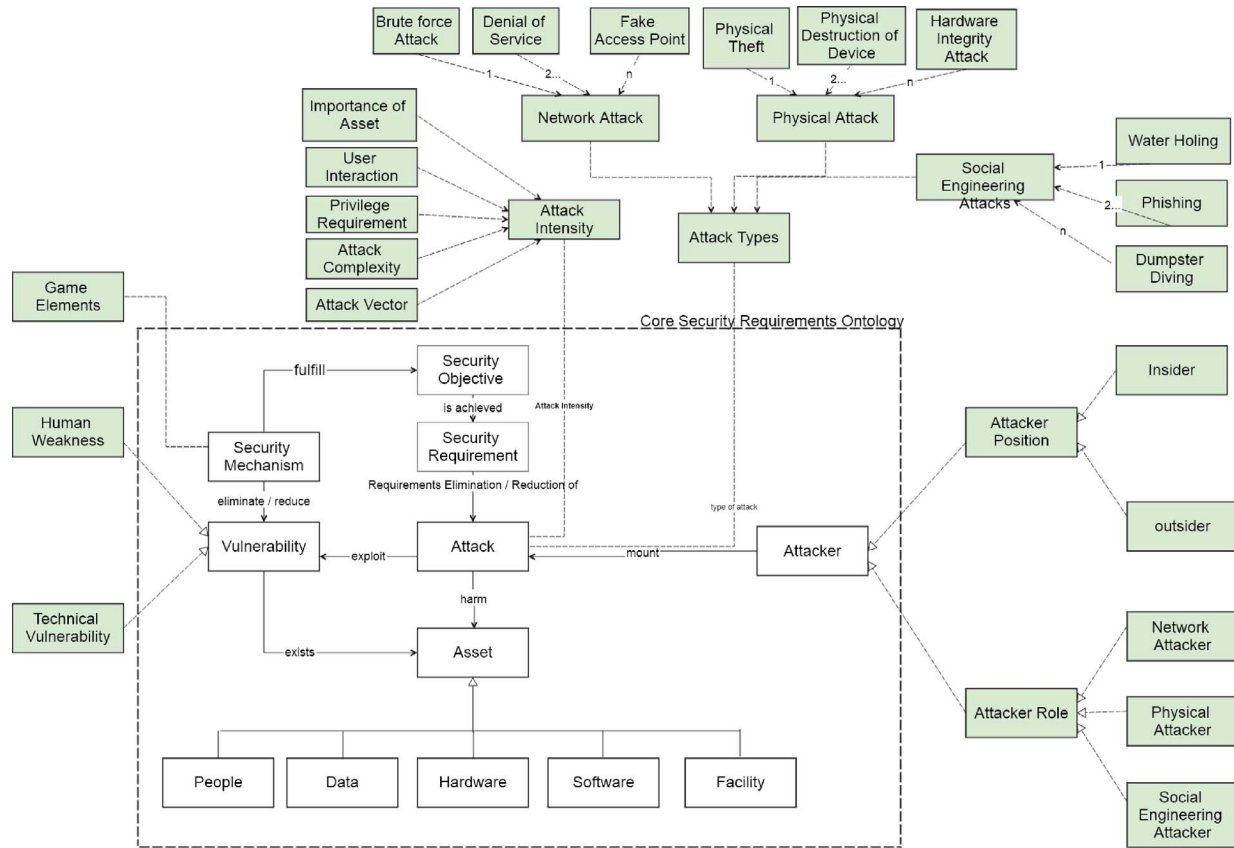 Brute force
Attack
Denial of
Service
Fake
Access Point
Physical
Theft
Physical
Destruction of
Device
Hardware
Integrity
Attack
1
2...
n
1
2...
n
Importance of
Asset
Network Attack
Physical Attack
Water Holing
User
Interaction
Social
Engineering
Attacks
1
2...
n
Phishing
Privilege
Requirement
Attack
Intensity
Attack Types
Attack
Complexity
Dumpster
Diving
Game
Elements
Attack Vector
Core Security Requirements Ontology
fulfill
Security
Objective
Insider
is achieved
Attack Intensity
Human
Weakness
Security
Mechanism
Security
Requirement
Attacker
Position
eliminate / reduce
Requirements Elimination / Reduction of
type of attack
outsider
Vulnerability
exploit
Attack
mount
Attacker
harm
Technical
Vulnerability
exists
Asset
Network
Attacker
Attacker Role
Physical
Attacker
People
Data
Hardware
Software
Facility
Social
Engineering
Attacker